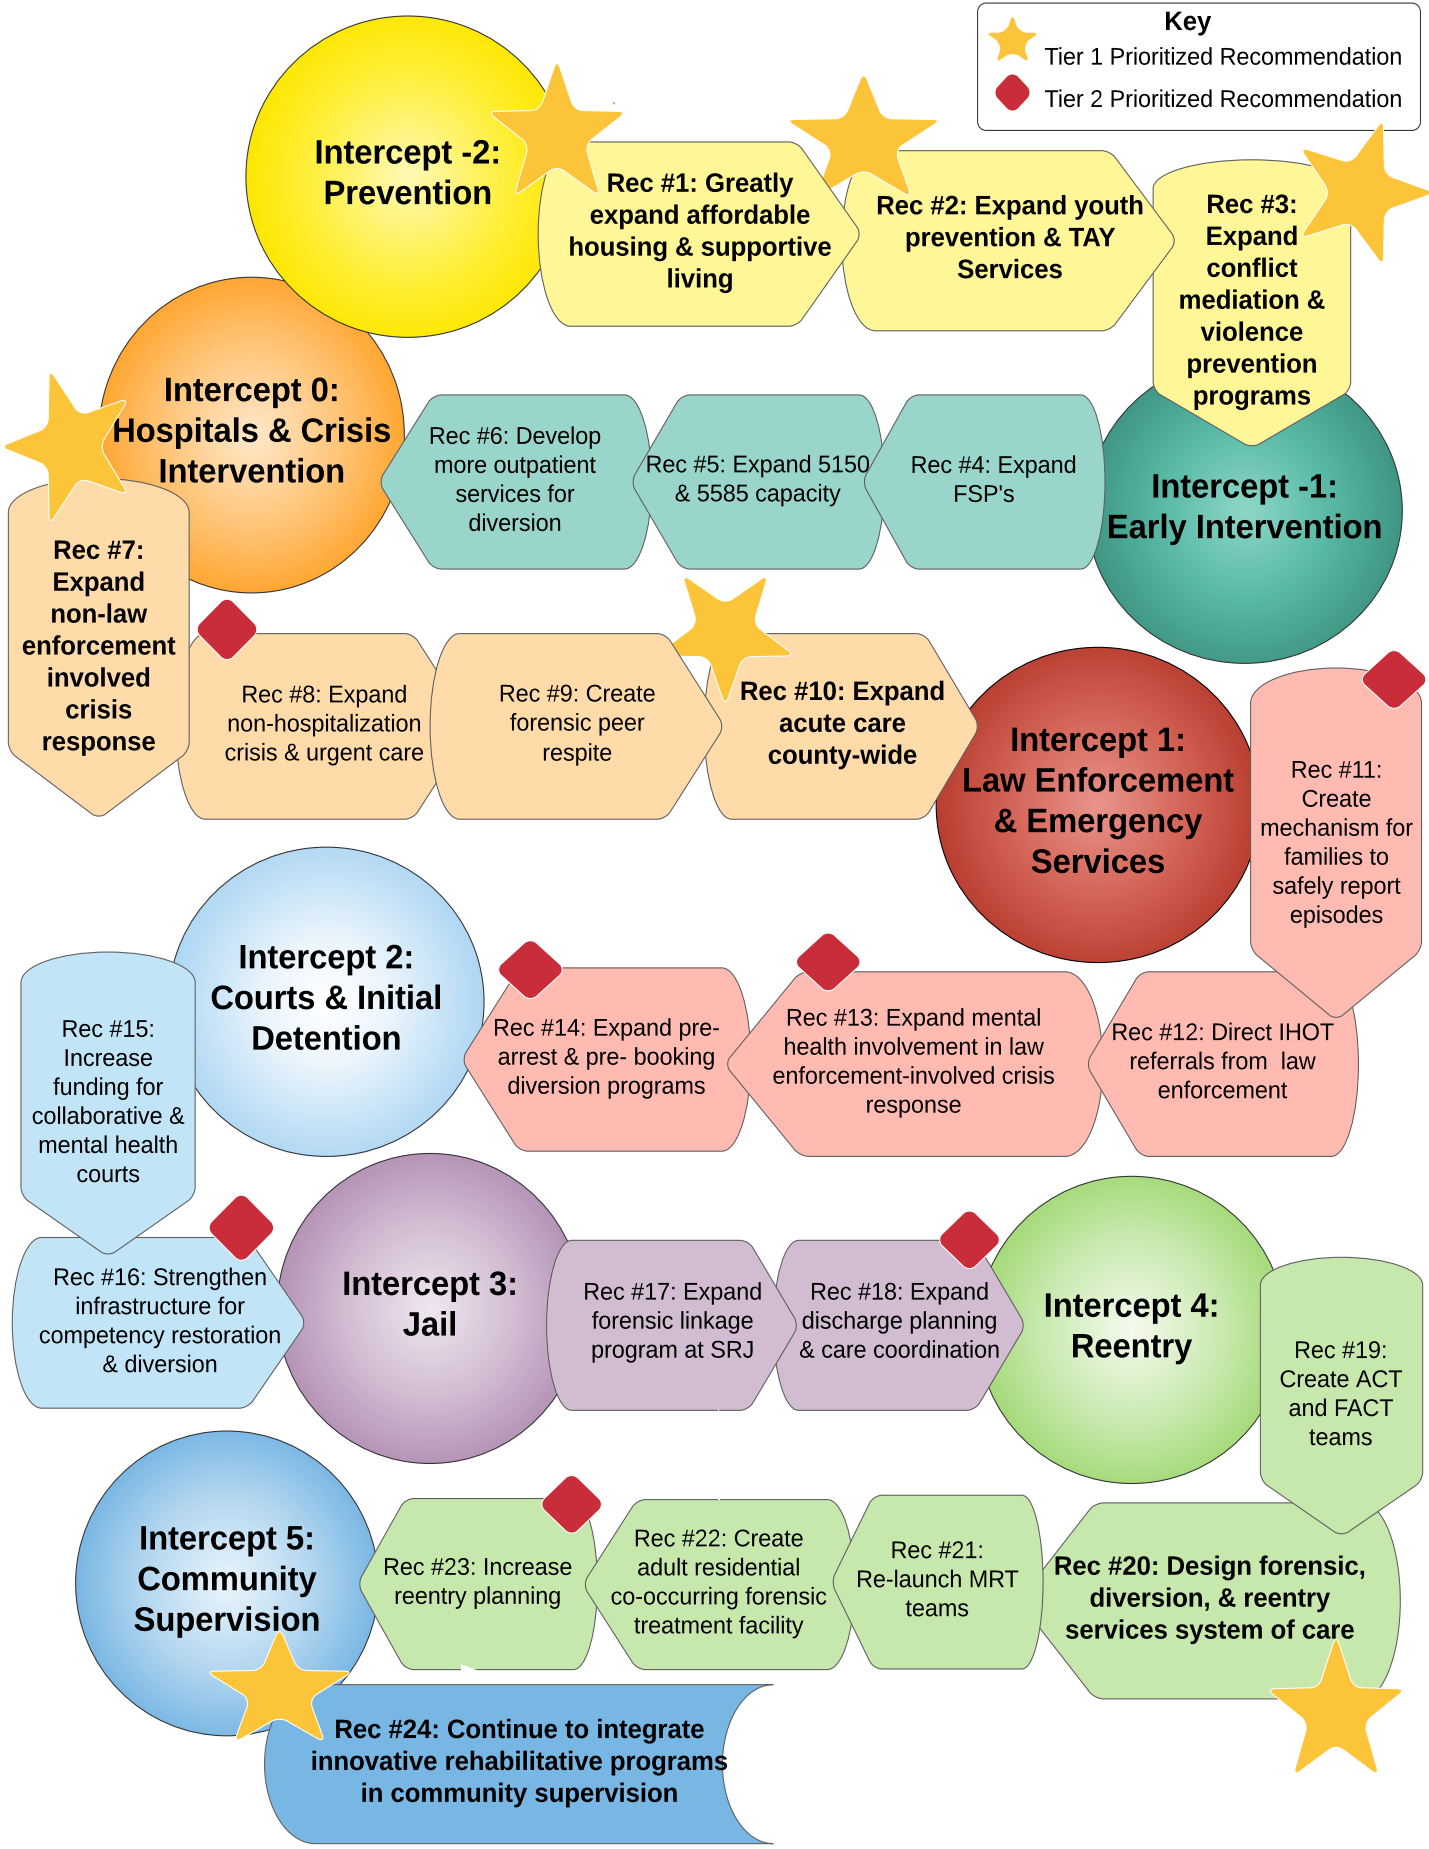 Key
Tier 1 Prioritized Recommendation
Tier 2 Prioritized Recommendation
Intercept -2:
Prevention
Rec #1: Greatly
expand affordable
housing & supportive
living
Rec #2: Expand youth
prevention & TAY
Services
Rec #3:
Expand
conflict
mediation &
violence
prevention
programs
Intercept -1:
Early Intervention
Rec #4: Expand
FSP's
Rec #5: Expand 5150
& 5585 capacity
Rec #6: Develop
more outpatient
services for
diversion
Intercept 0:
Hospitals & Crisis
Intervention
Rec #7:
Expand
non-law
enforcement
involved
crisis
response
Rec #8: Expand
non-hospitalization
crisis & urgent care
Rec #9: Create
forensic peer
respite
Rec #10: Expand
acute care
county-wide
Intercept 1:
Law Enforcement
& Emergency
Services
Rec #11:
Create
mechanism for
families to
safely report
episodes
Rec #12: Direct IHOT
referrals from  law
enforcement
Rec #13: Expand mental
health involvement in law
enforcement-involved crisis
response
Rec #14: Expand pre-
arrest & pre- booking
diversion programs
Intercept 2:
Courts & Initial
Detention
Rec #15:
Increase
funding for
collaborative &
mental health
courts
Rec #16: Strengthen
infrastructure for
competency restoration
& diversion
Intercept 3:
Jail
Rec #17: Expand
forensic linkage
program at SRJ
Rec #18: Expand
discharge planning
& care coordination
Intercept 4:
Reentry
Rec #19:
Create ACT
and FACT
teams
Rec #20: Design forensic,
diversion, & reentry
services system of care
Rec #21:
Re-launch MRT
teams
Rec #22: Create
adult residential
co-occurring forensic
treatment facility
Rec #23: Increase
reentry planning
Intercept 5:
Community
Supervision
Rec #24: Continue to integrate
innovative rehabilitative programs
in community supervision